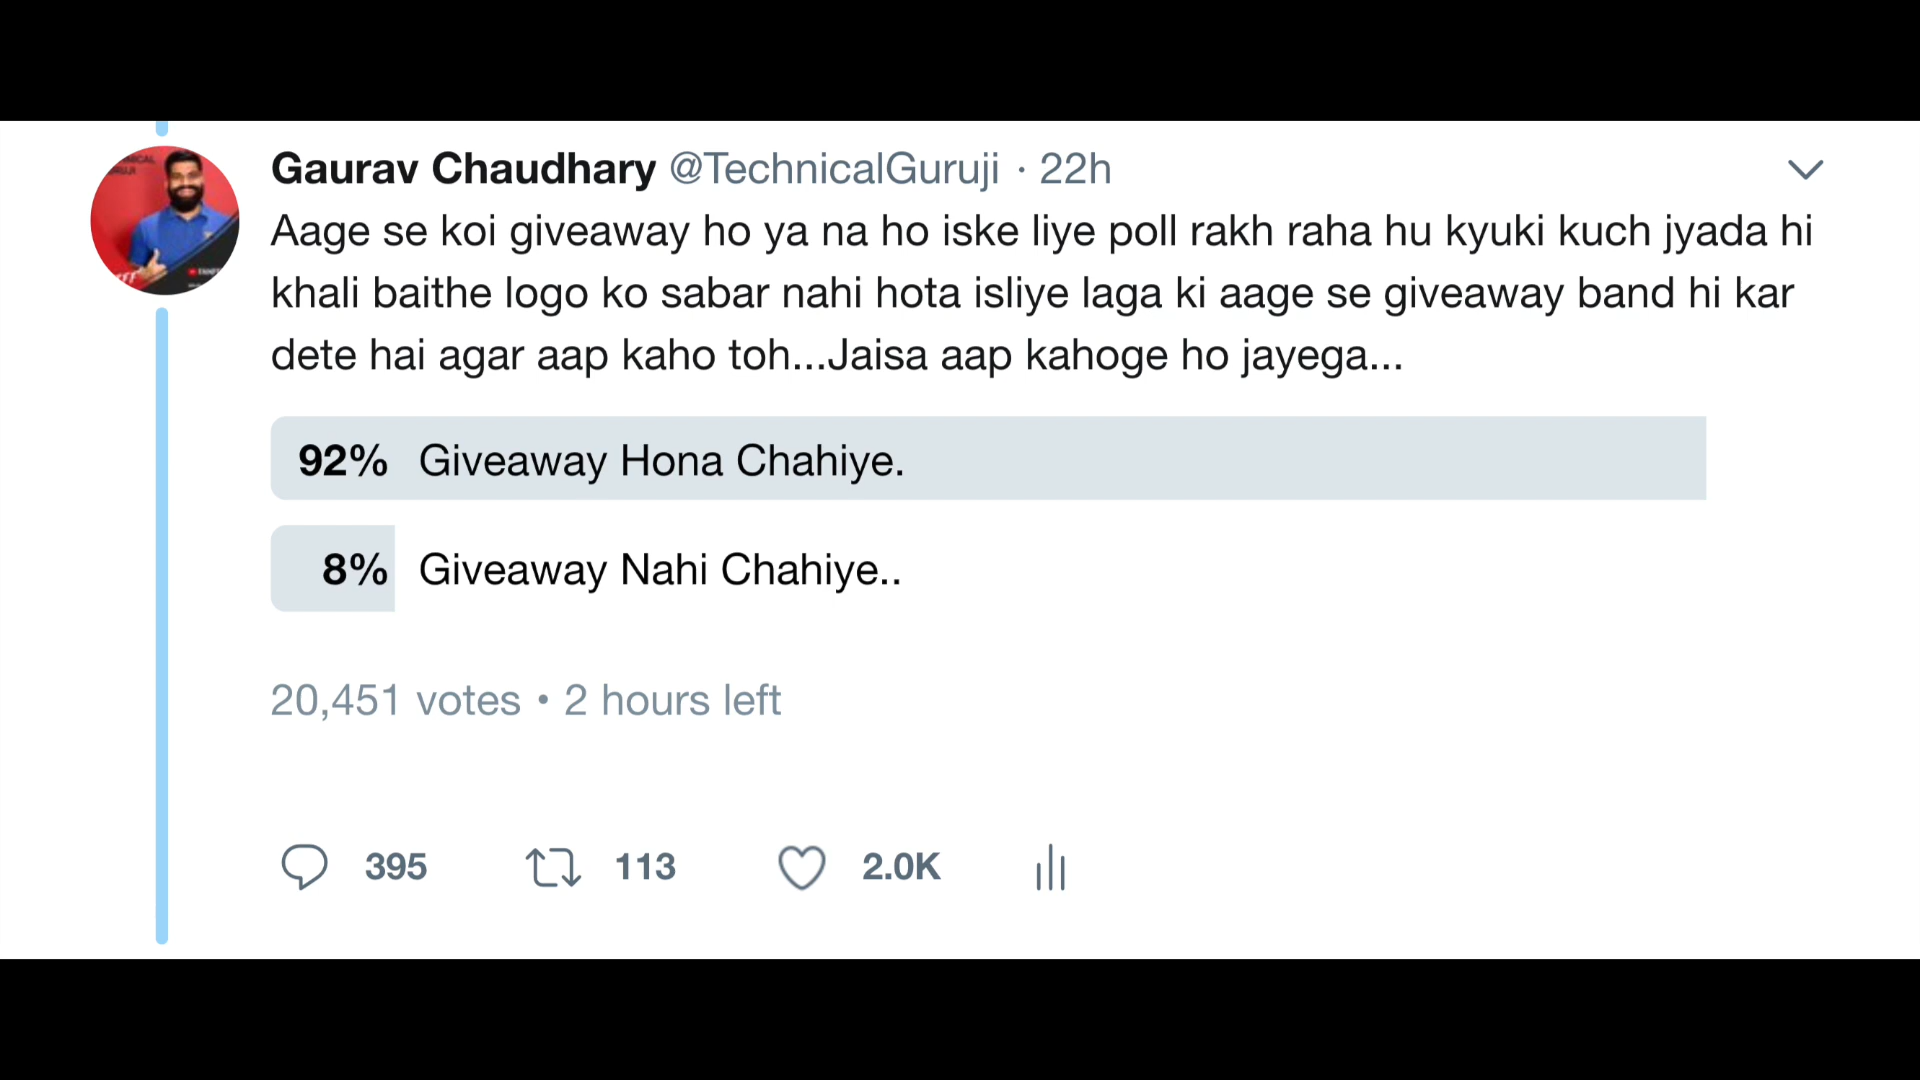 Gaurav Chaudhary @TechnicalGuruji · 22h
Aage se koi giveaway ho ya na ho iske liye poll rakh raha hu kyuki kuch jyada hi
khali baithe logo ko sabar nahi hota isliye laga ki aage se giveaway band hi kar
dete hai agar aap kaho toh...Jaisa aap kahoge ho jayega...
92% Giveaway Hona Chahiye.
8% Giveaway Nahi Chahiye..
20,451 votes • 2 hours left
395 113 2.0K